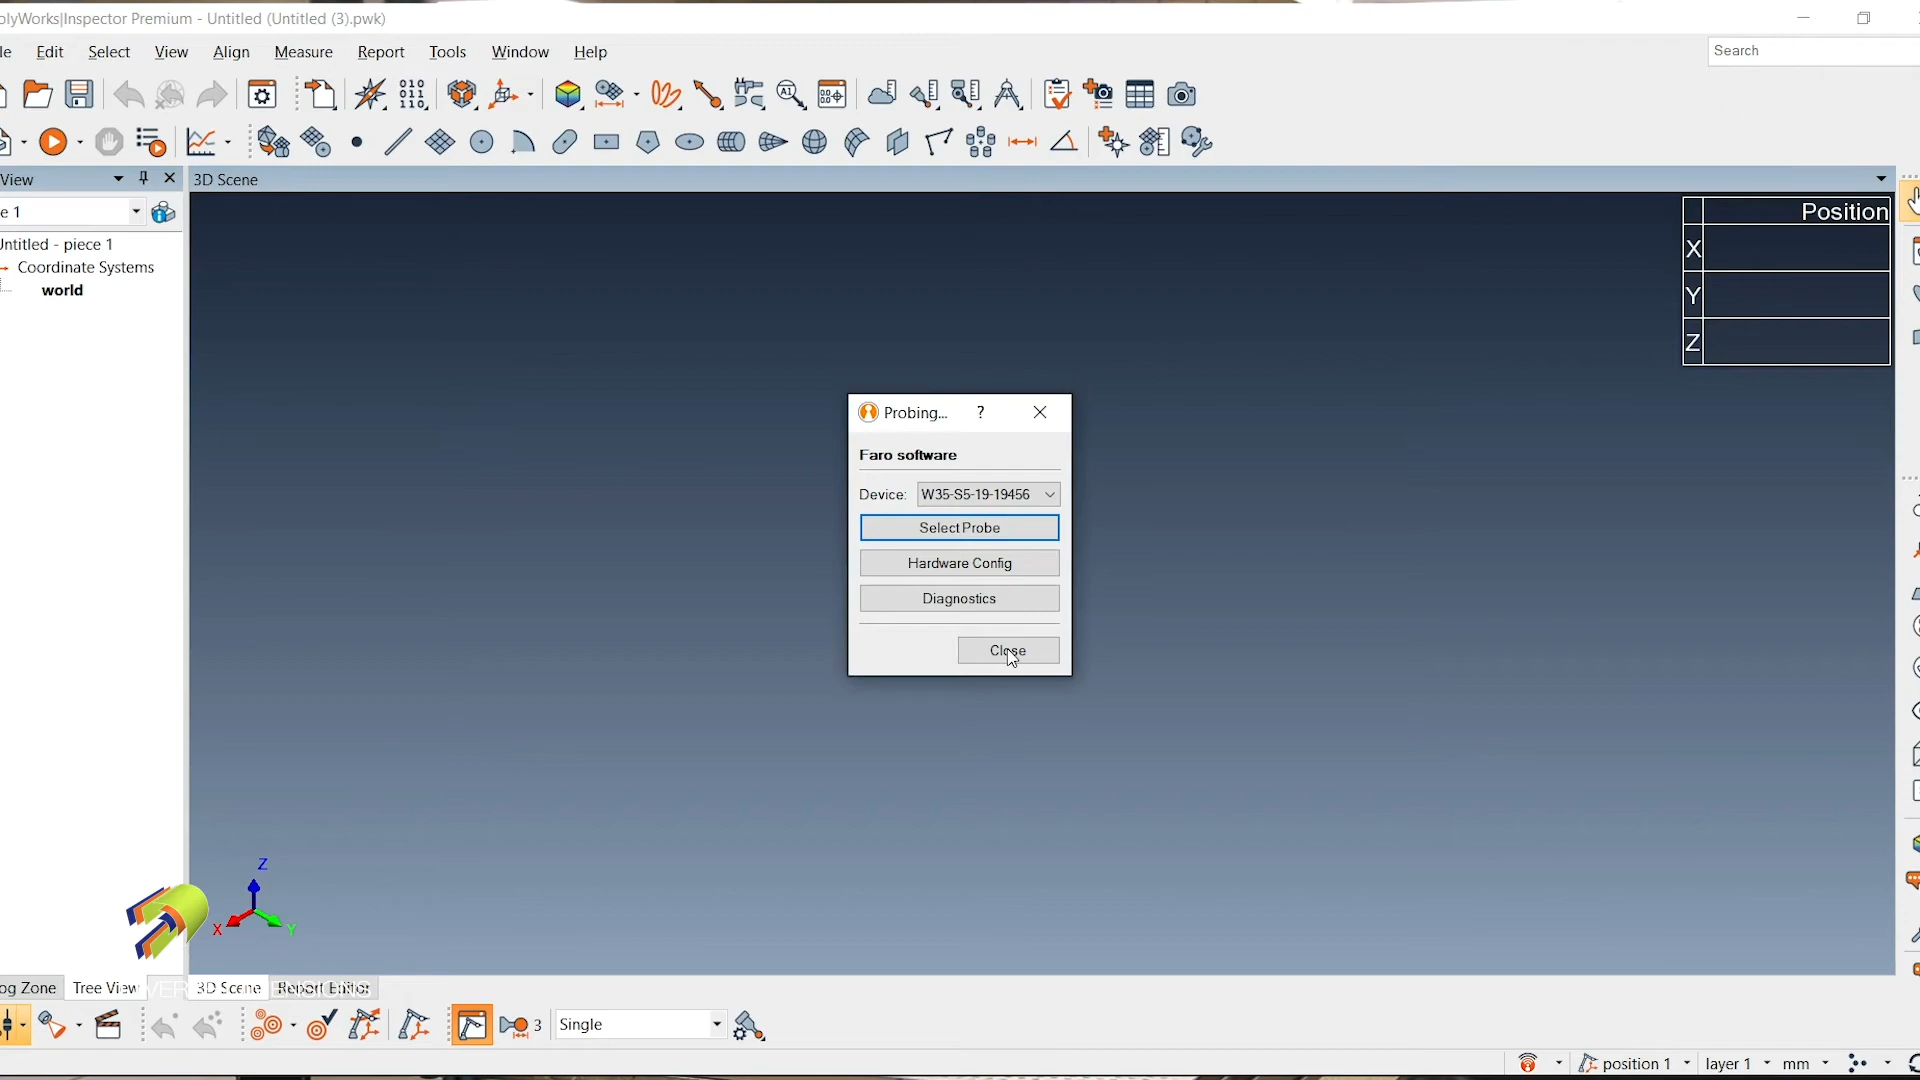 olyWorks|Inspector Premium - Untitled (Untitled (3).pwk)
le Edit Select View Align Measure Report Tools Window Help
Search
View
3D Scene
e 1
Untitled - piece 1
Coordinate Systems
world
Position
X
Y
Z
Probing...
?
Faro software
Device: W35-S5-19-19456
Select Probe
Hardware Config
Diagnostics
Close
Z
X
Y
og Zone Tree View 3D Scene Report Editor
3 Single
position 1 layer 1 mm